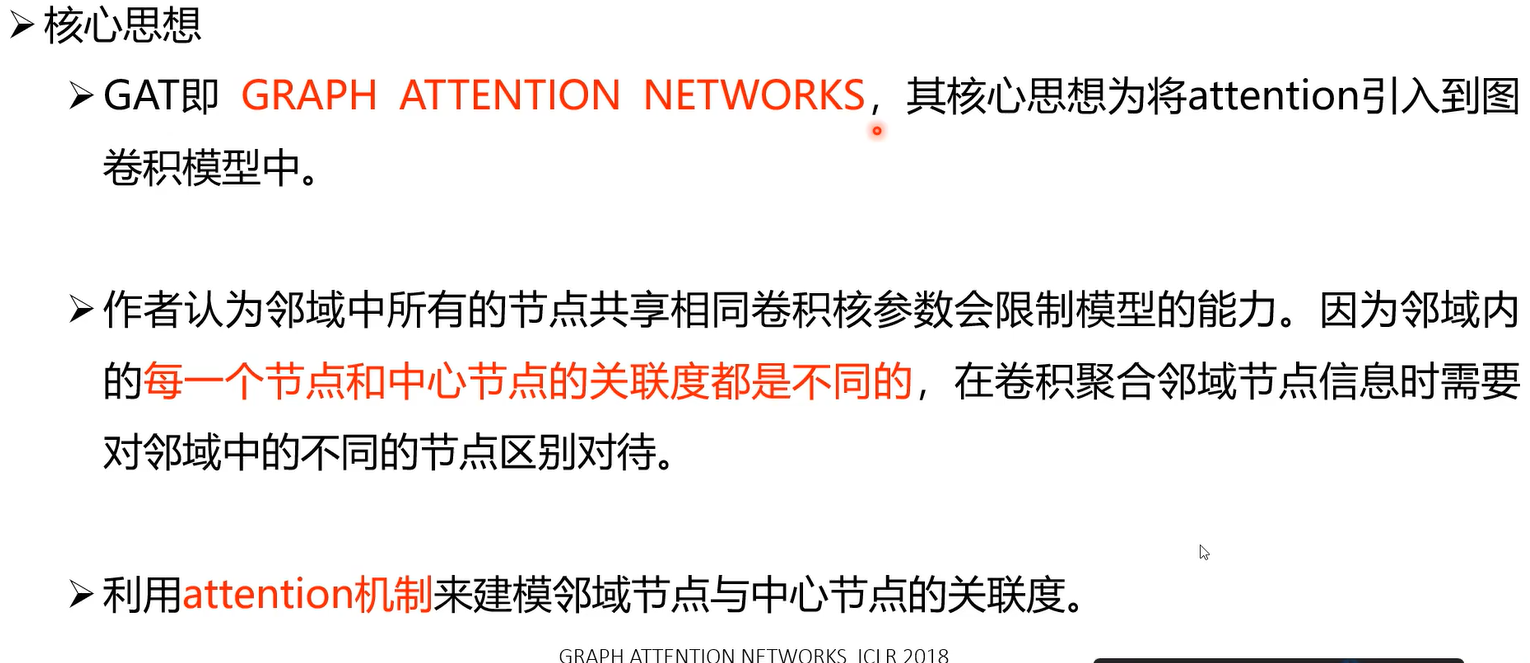 核心思想
GAT即 GRAPH ATTENTION NETWORKS，其核心思想为将attention引入到图
卷积模型中。
作者认为邻域中所有的节点共享相同卷积核参数会限制模型的能力。因为邻域内
的每一个节点和中心节点的关联度都是不同的，在卷积聚合邻域节点信息时需要
对邻域中的不同的节点区别对待。
利用attention机制来建模邻域节点与中心节点的关联度。
GRAPH ATTENTION NETWORKS ICLR 2018